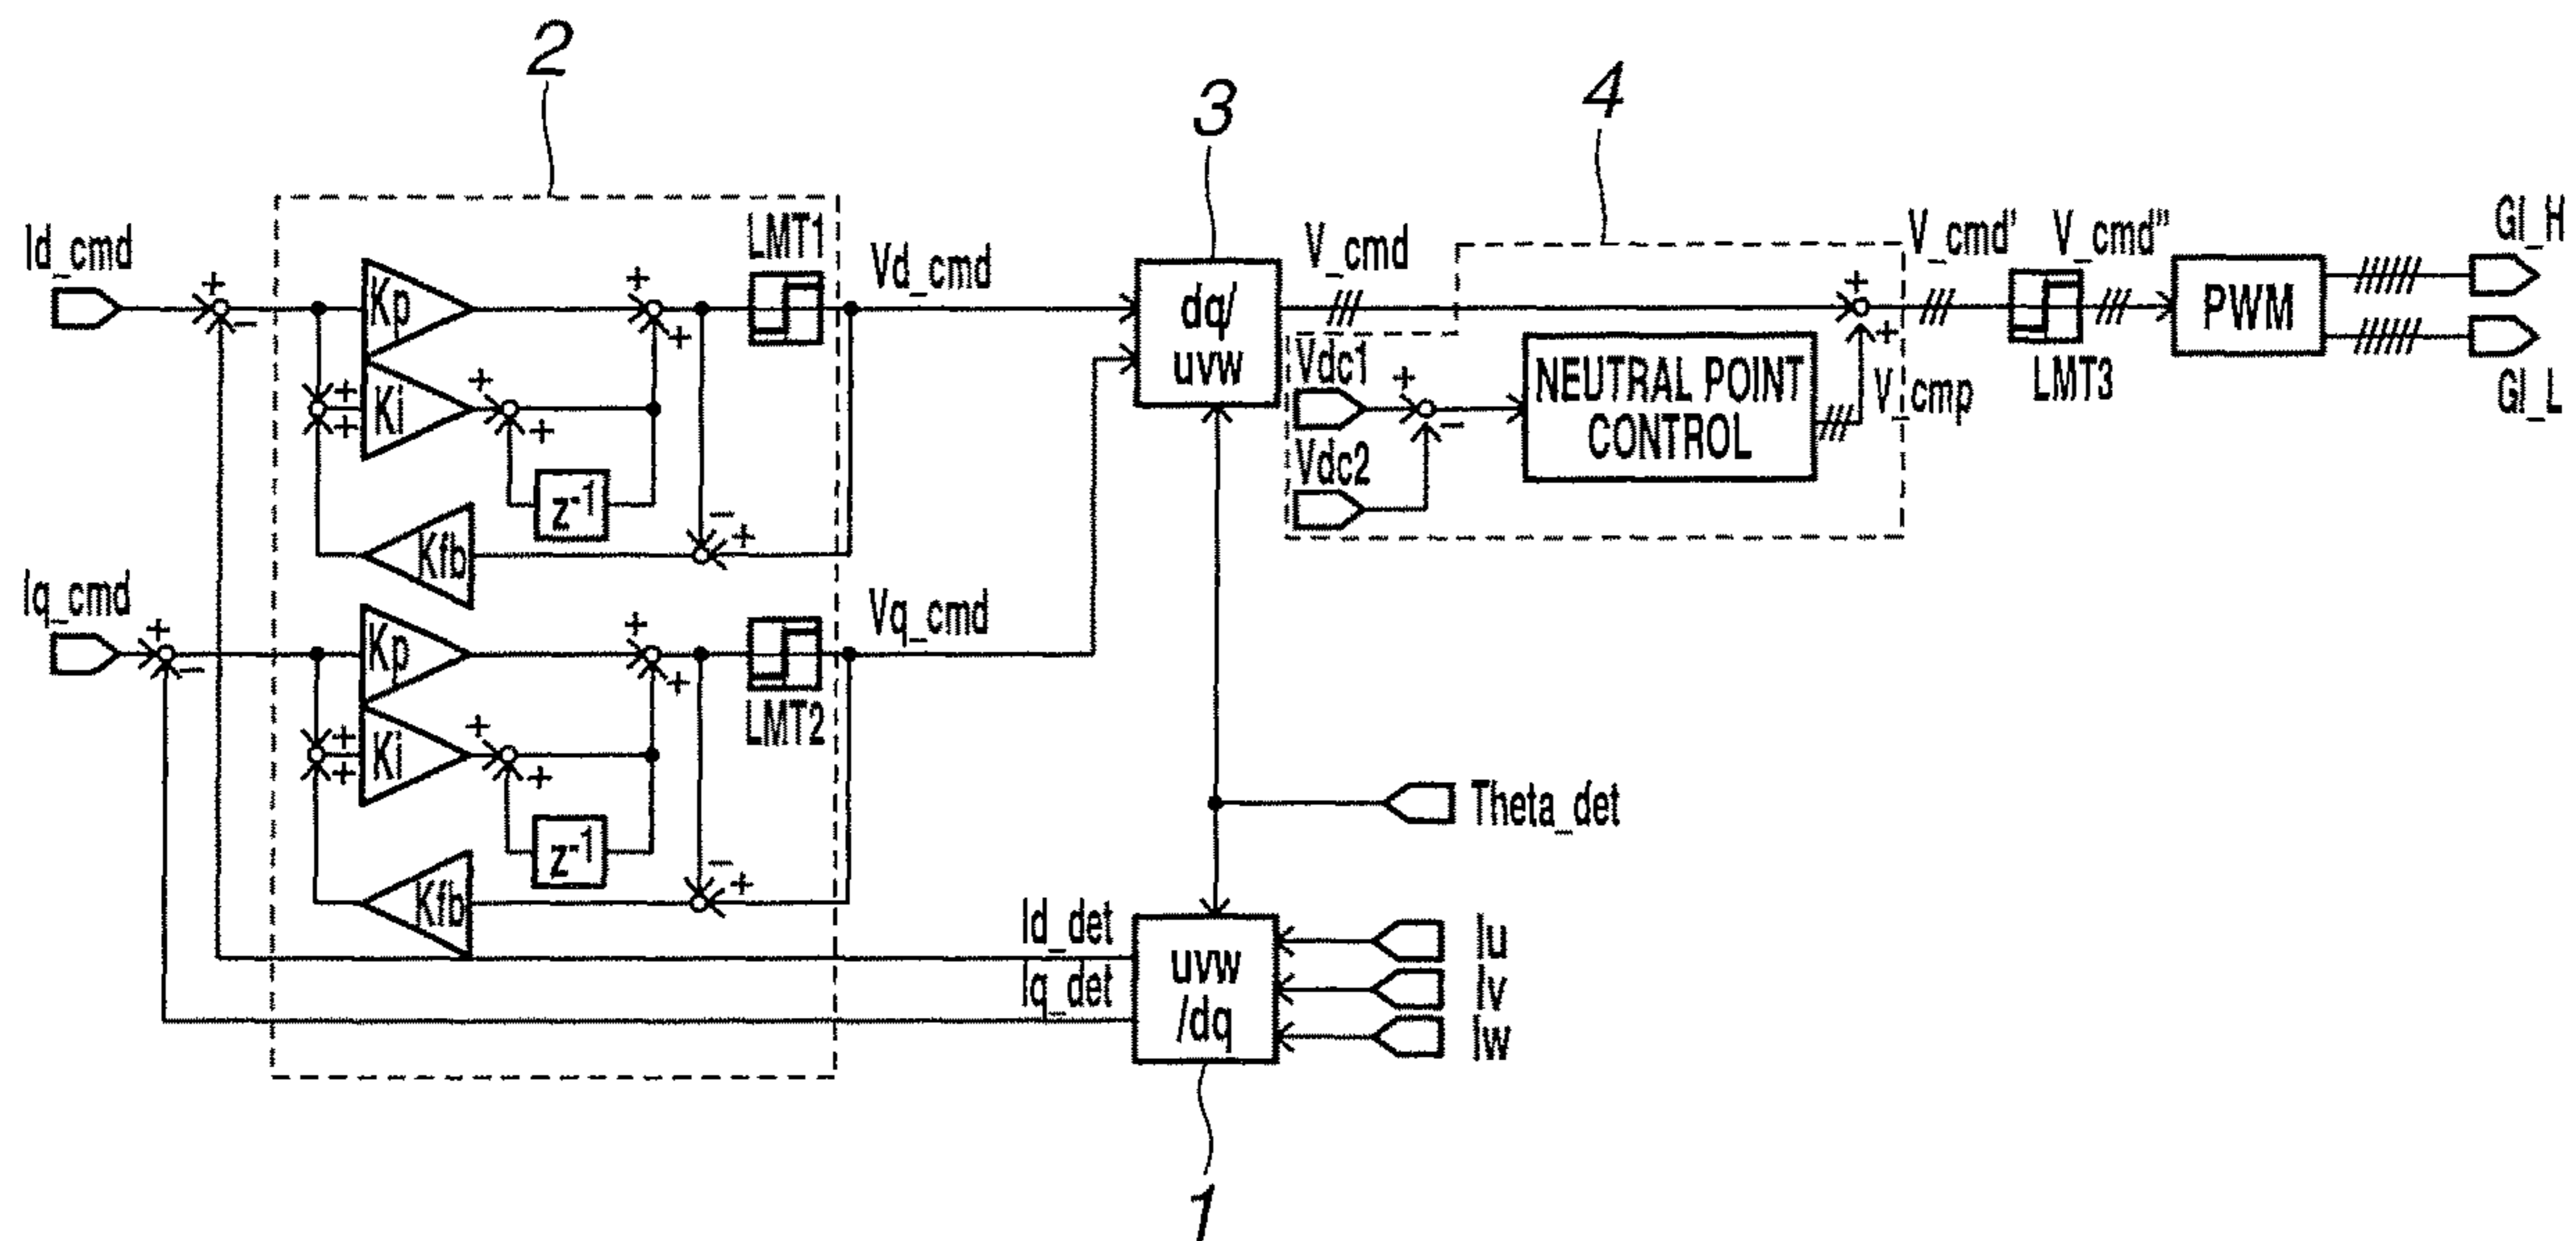 2
3
4
Id_cmd
+
-
Kp
Ki
+
+
+
+
z-1
+
+
LMT1
-
+
Kfb
Vd_cmd
Iq_cmd
+
-
Kp
Ki
+
+
+
+
z-1
+
+
LMT2
-
+
Kfb
Vq_cmd
dq/
uvw
V_cmd
Vdc1
Vdc2
+
-
NEUTRAL POINT
CONTROL
+
+
V_cmp
V_cmd'
V_cmd"
LMT3
PWM
GI_H
GI_L
Theta_det
Id_det
Iq_det
uvw
/dq
Iu
Iv
Iw
1